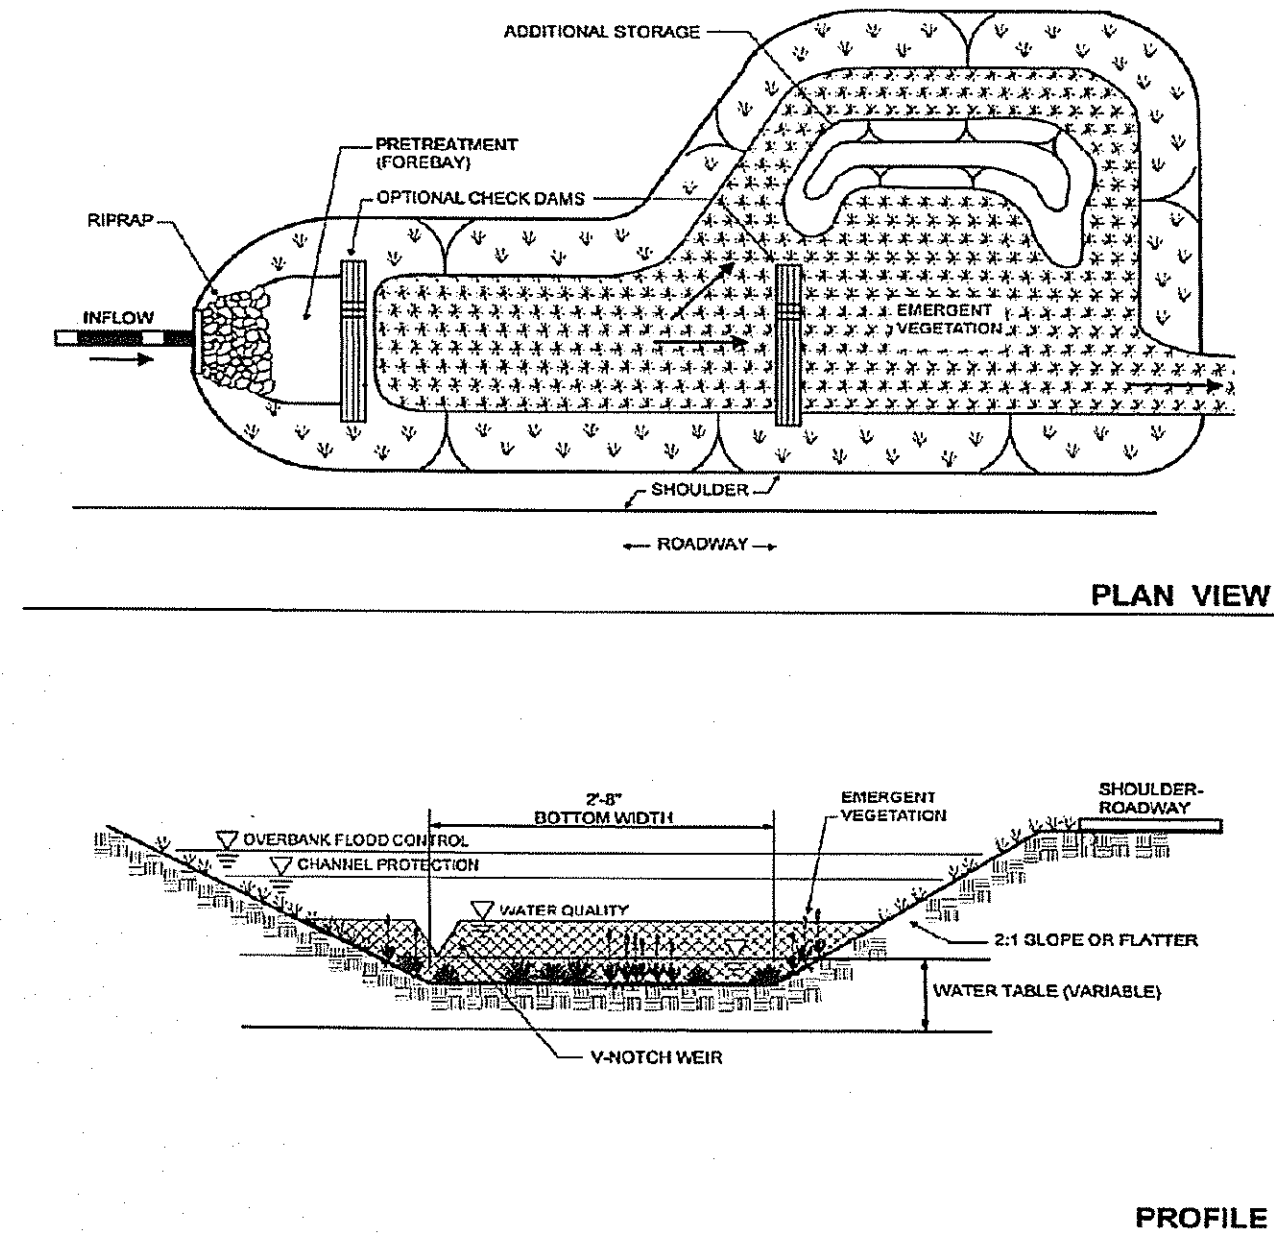 ADDITIONAL STORAGE
PRETREATMENT
(FOREBAY)
OPTIONAL CHECK DAMS
RIPRAP
INFLOW
EMERGENT
VEGETATION
SHOULDER
ROADWAY
PLAN VIEW
2'-8"
BOTTOM WIDTH
EMERGENT
VEGETATION
SHOULDER-
ROADWAY
OVERBANK FLOOD CONTROL
CHANNEL PROTECTION
WATER QUALITY
2:1 SLOPE OR FLATTER
WATER TABLE (VARIABLE)
V-NOTCH WEIR
PROFILE